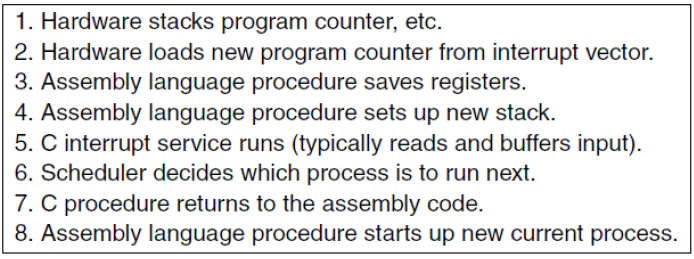 1. Hardware stacks program counter, etc.
2. Hardware loads new program counter from interrupt vector.
3. Assembly language procedure saves registers.
4. Assembly language procedure sets up new stack.
5. C interrupt service runs (typically reads and buffers input).
6. Scheduler decides which process is to run next.
7. C procedure returns to the assembly code.
8. Assembly language procedure starts up new current process.